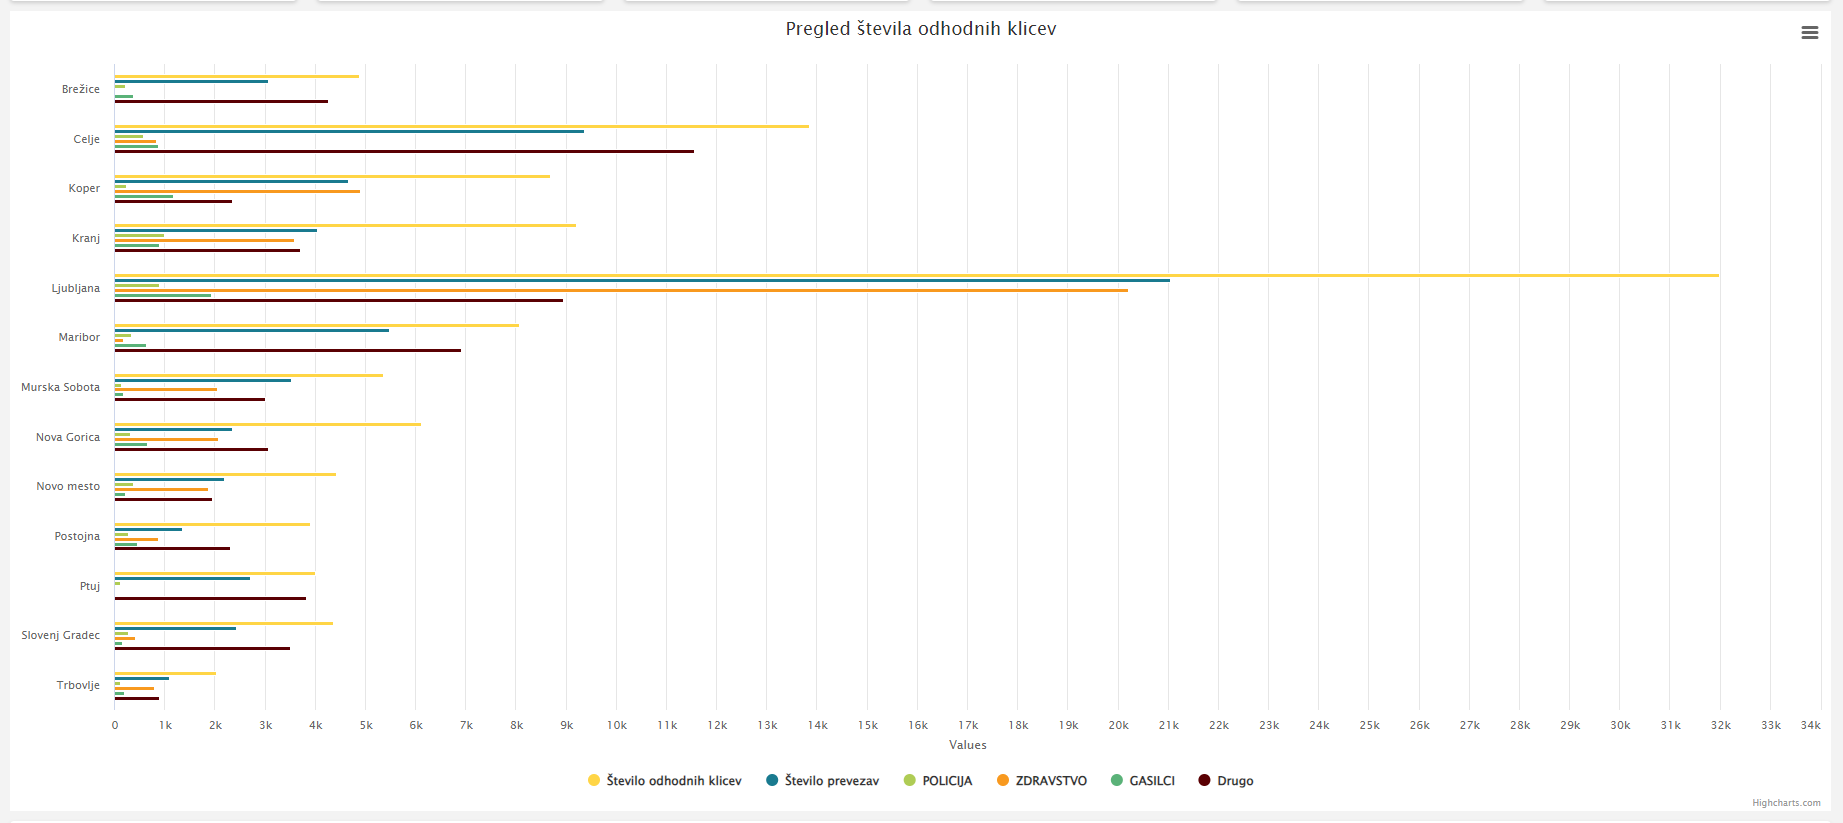 Pregled števila odhodnih klicev
Brežice
Celje
Koper
Kranj
Ljubljana
Maribor
Murska Sobota
Nova Gorica
Novo mesto
Postojna
Ptuj
Slovenj Gradec
Trbovlje
0 1k 2k 3k 4k 5k 6k 7k 8k 9k 10k 11k 12k 13k 14k 15k 16k 17k 18k 19k 20k 21k 22k 23k 24k 25k 26k 27k 28k 29k 30k 31k 32k 33k 34k
Values
Število odhodnih klicev Število prevezav POLICIJA ZDRAVSTVO GASILCI Drugo
Highcharts.com